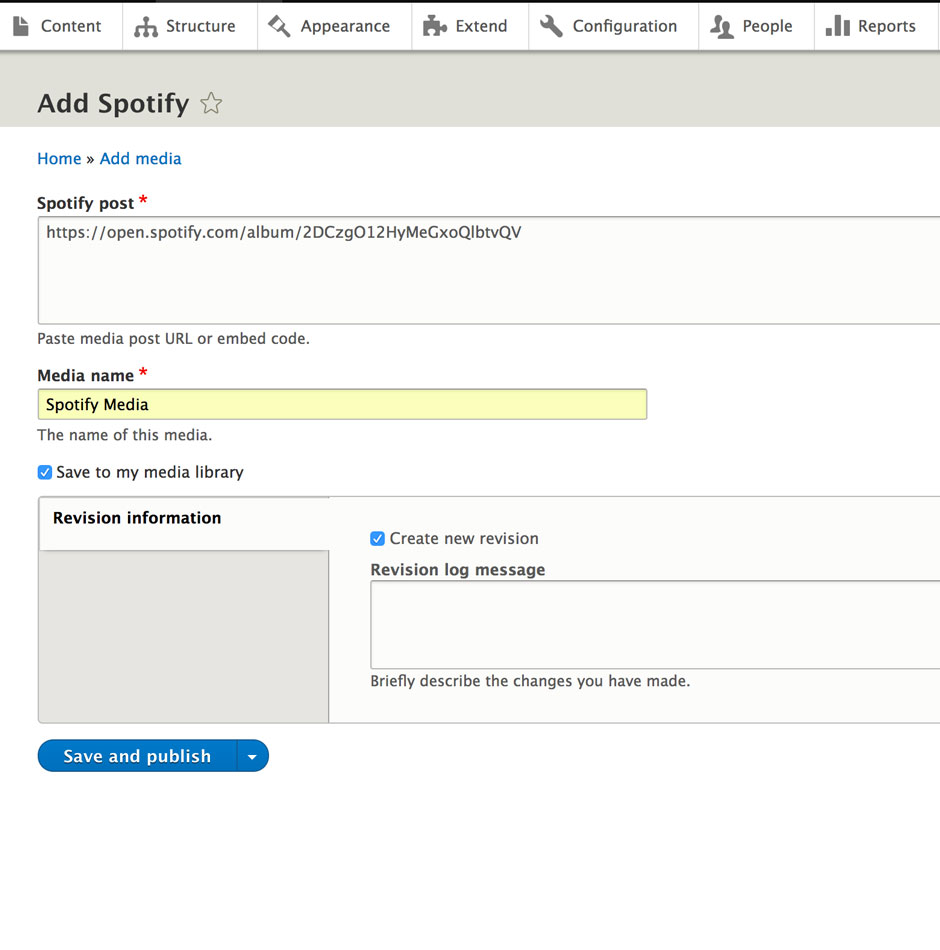 Content Structure Appearance Extend Configuration People Reports
Add Spotify
Home » Add media
Spotify post *
https://open.spotify.com/album/2DCzgO12HyMeGxoQlbtvQV
Paste media post URL or embed code.
Media name *
Spotify Media
The name of this media.
Save to my media library
Revision information
Create new revision
Revision log message
Briefly describe the changes you have made.
Save and publish